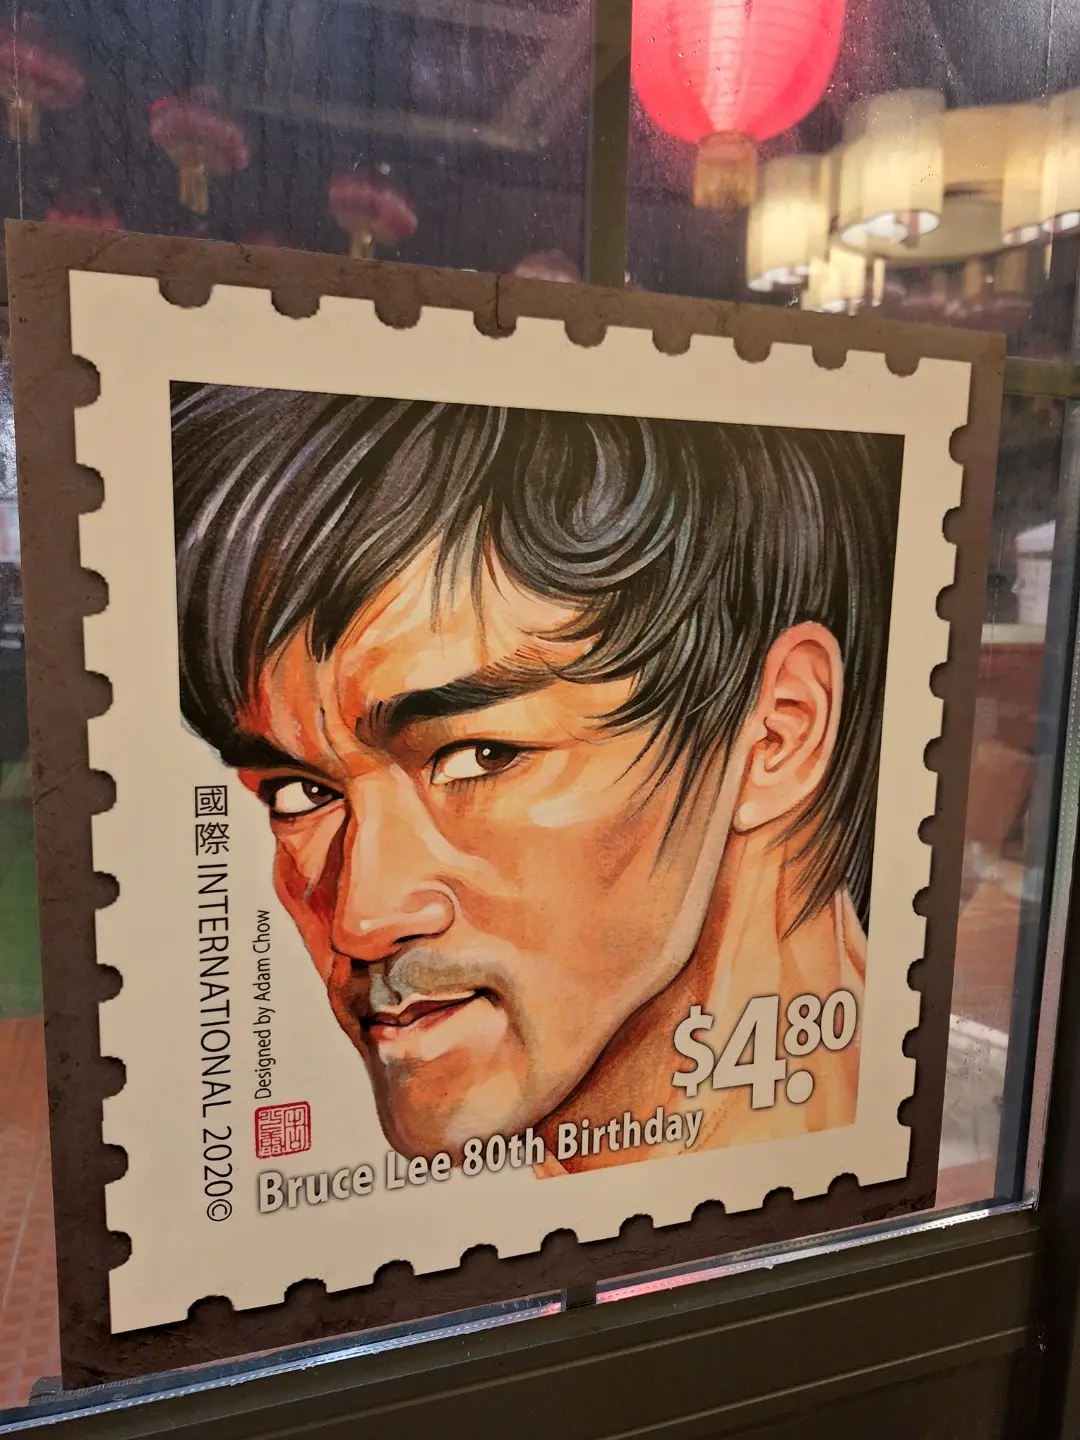 國際 INTERNATIONAL 2020©
Designed by Adam Chow
$4.80
Bruce Lee 80th Birthday